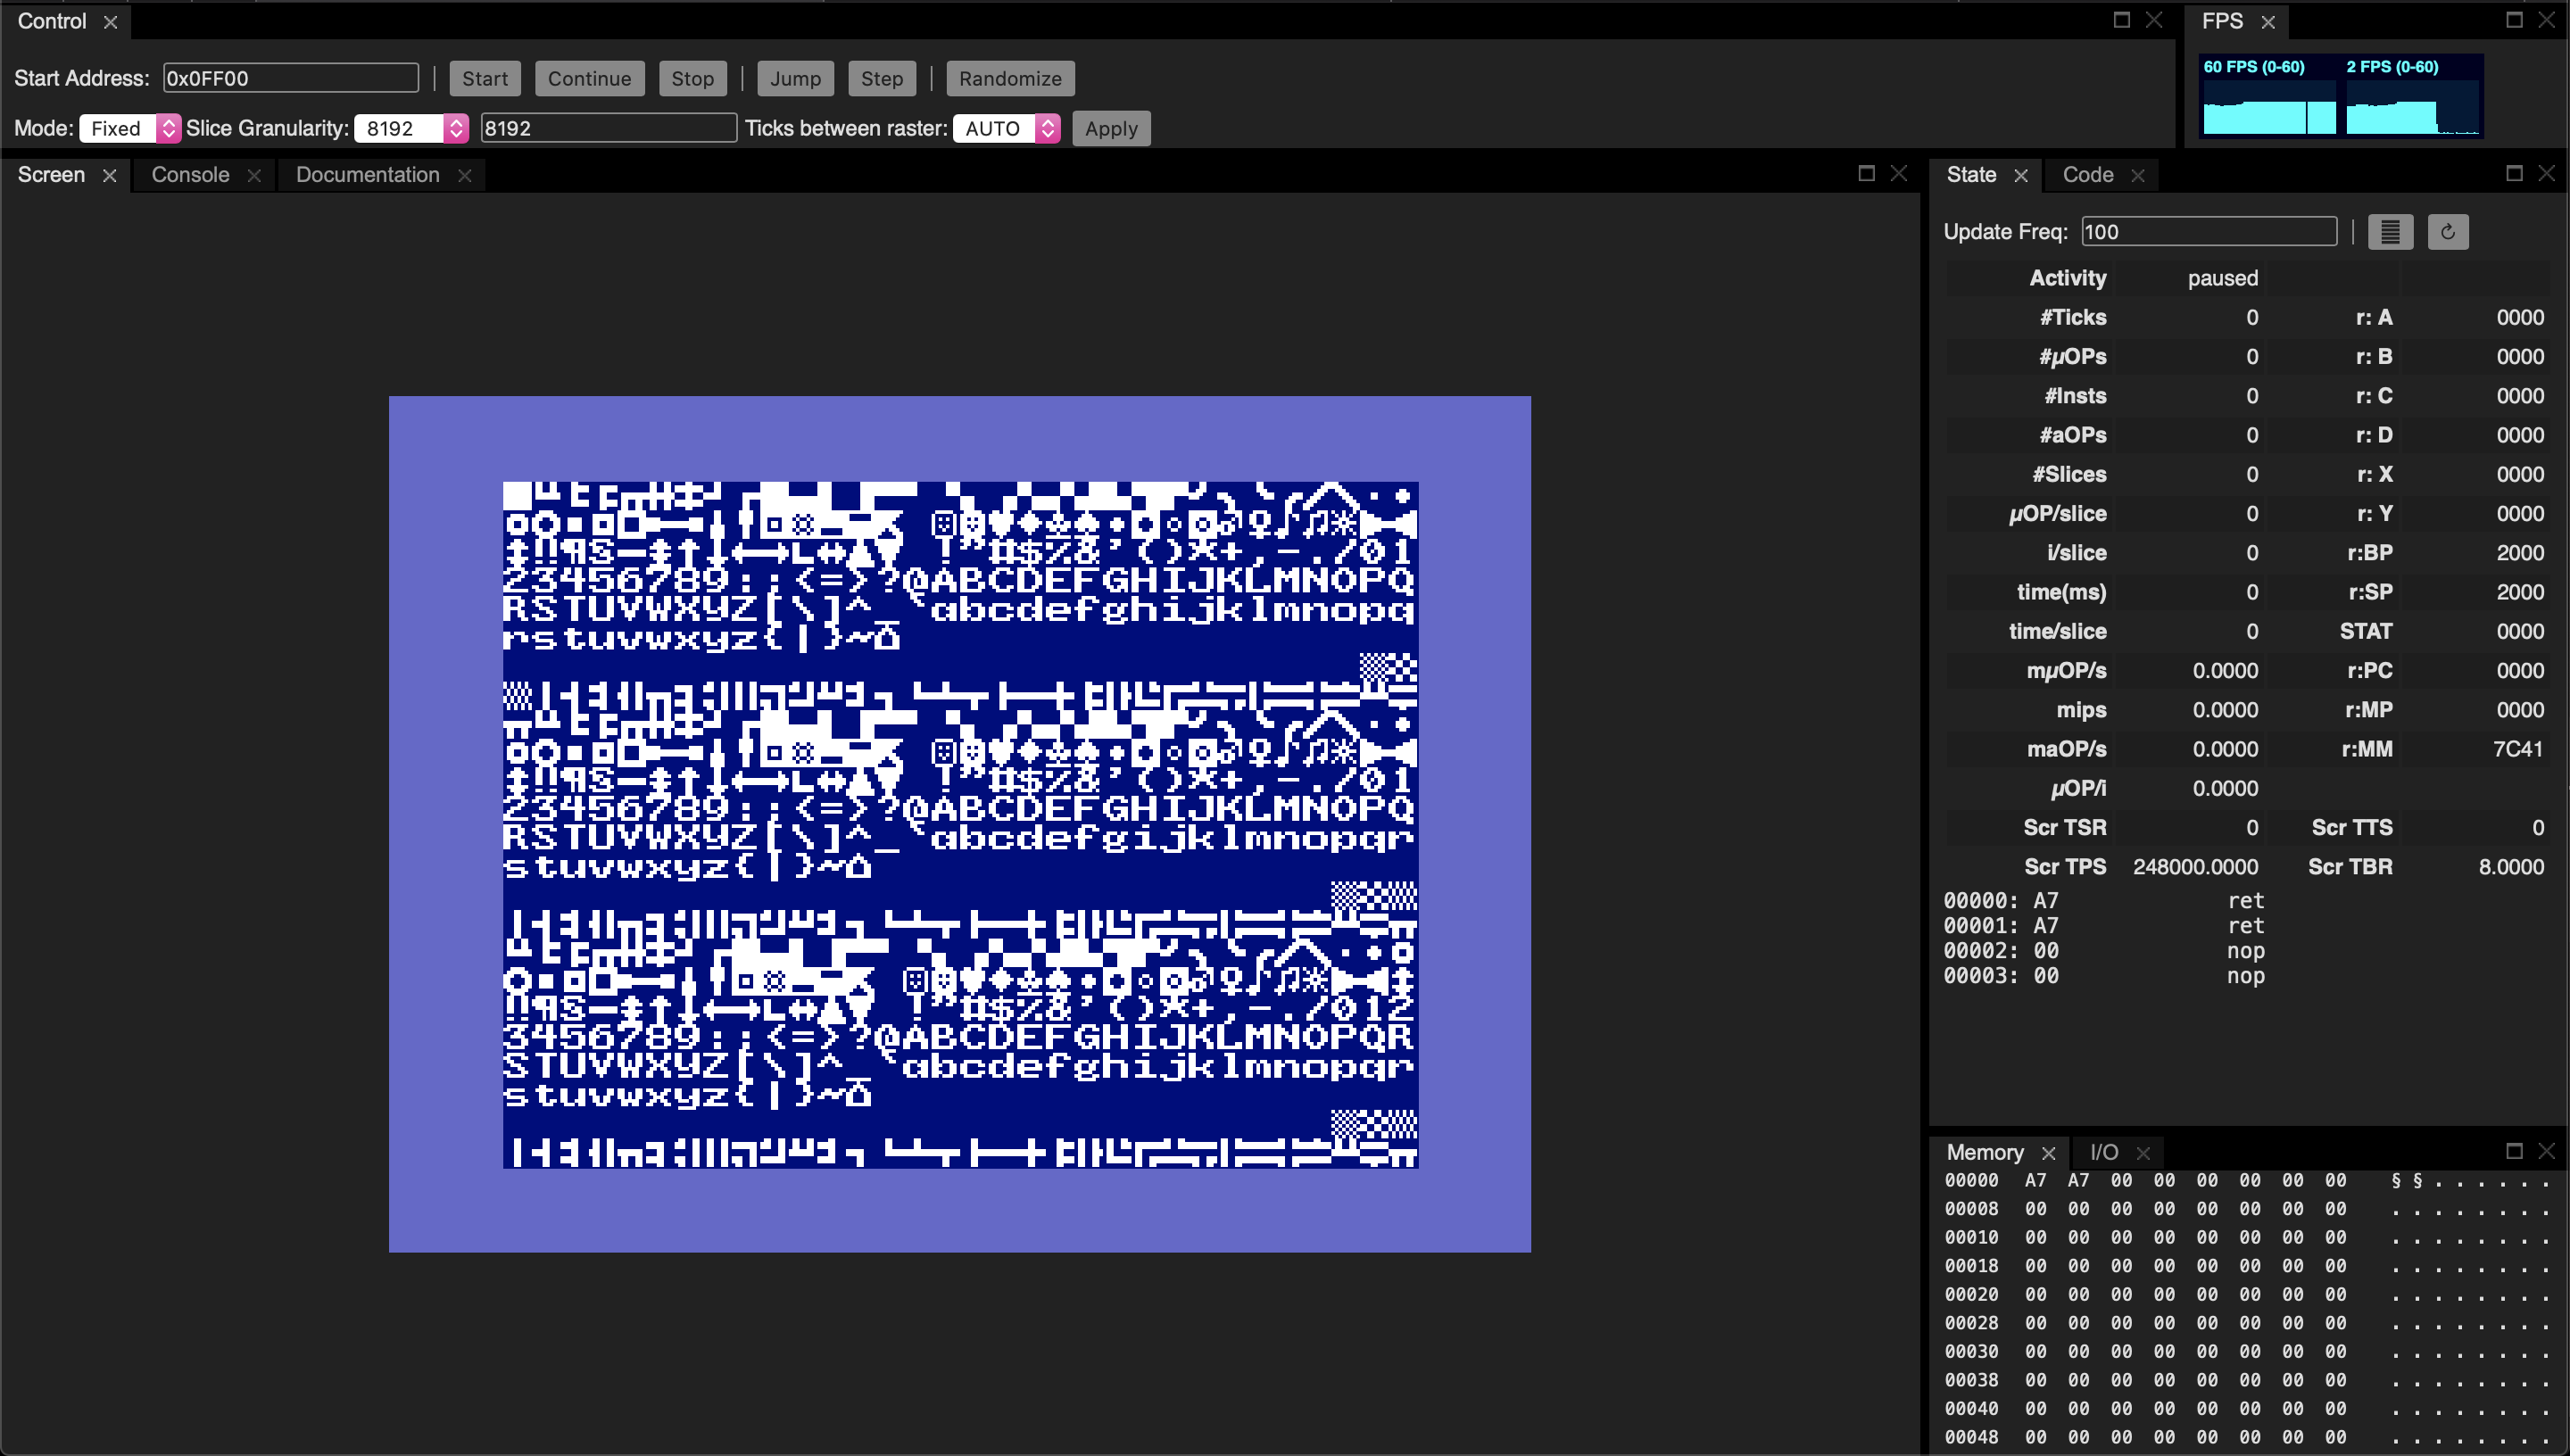 Control
FPS
Start Address: 0x0FF00 | Start Continue Stop | Jump Step | Randomize
60 FPS (0-60) 2 FPS (0-60)
Mode: Fixed Slice Granularity: 8192 8192 Ticks between raster: AUTO Apply
Screen Console Documentation
!"#$%&'()*+,-./01
23456789:;<=>?@ABCDEFGHIJKLMNOPQ
RSTUVWXYZ[\]^_`abcdefghijklmnopq
rstuvwxyz{|}~
!"#$%&'()*+,-./01
23456789:;<=>?@ABCDEFGHIJKLMNOPQ
RSTUVWXYZ[\]^_`abcdefgijklmnopqr
stuvwxyz{|}~
!"#$%&'()*+,-./012
3456789:;<=>?@ABCDEFGHIJKLMNOPQR
STUVWXYZ[\]^_`abcdefghijklmnopqr
stuvwxyz{|}~
State Code
Update Freq: 100
Activity paused
#Ticks 0 r: A 0000
#µOPs 0 r: B 0000
#Insts 0 r: C 0000
#aOPs 0 r: D 0000
#Slices 0 r: X 0000
µOP/slice 0 r: Y 0000
i/slice 0 r:BP 2000
time(ms) 0 r:SP 2000
time/slice 0 STAT 0000
mµOP/s 0.0000 r:PC 0000
mips 0.0000 r:MP 0000
maOP/s 0.0000 r:MM 7C41
µOP/i 0.0000
Scr TSR 0 Scr TTS 0
Scr TPS 248000.0000 Scr TBR 8.0000
00000: A7 ret
00001: A7 ret
00002: 00 nop
00003: 00 nop
Memory I/O
00000 A7 A7 00 00 00 00 00 00 § § . . . . . .
00008 00 00 00 00 00 00 00 00 . . . . . . . .
00010 00 00 00 00 00 00 00 00 . . . . . . . .
00018 00 00 00 00 00 00 00 00 . . . . . . . .
00020 00 00 00 00 00 00 00 00 . . . . . . . .
00028 00 00 00 00 00 00 00 00 . . . . . . . .
00030 00 00 00 00 00 00 00 00 . . . . . . . .
00038 00 00 00 00 00 00 00 00 . . . . . . . .
00040 00 00 00 00 00 00 00 00 . . . . . . . .
00048 00 00 00 00 00 00 00 00 . . . . . . . .